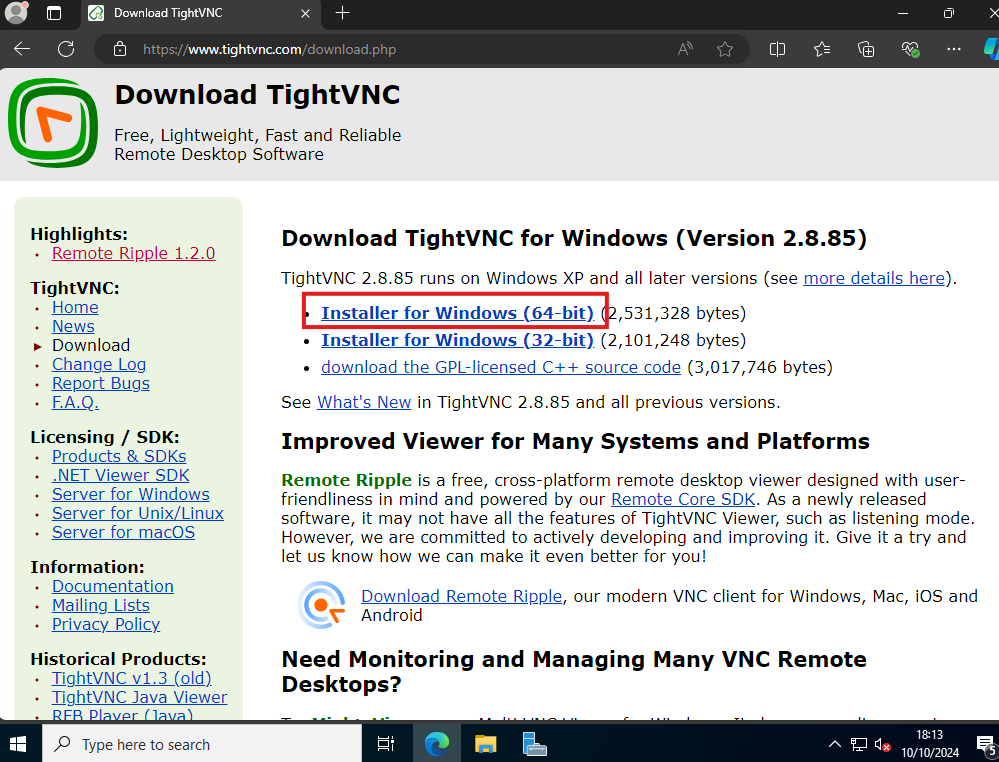 Download TightVNC
https://www.tightvnc.com/download.php
Download TightVNC
Free, Lightweight, Fast and Reliable
Remote Desktop Software
Highlights:
Remote Ripple 1.2.0
TightVNC:
Home
News
Download
Change Log
Report Bugs
F.A.Q.
Licensing / SDK:
Products & SDKs
.NET Viewer SDK
Server for Windows
Server for Unix/Linux
Server for macOS
Information:
Documentation
Mailing Lists
Privacy Policy
Historical Products:
TightVNC v1.3 (old)
TightVNC Java Viewer
RFB Player (Java)
Download TightVNC for Windows (Version 2.8.85)
TightVNC 2.8.85 runs on Windows XP and all later versions (see more details here).
Installer for Windows (64-bit) (2,531,328 bytes)
Installer for Windows (32-bit) (2,101,248 bytes)
download the GPL-licensed C++ source code (3,017,746 bytes)
See What's New in TightVNC 2.8.85 and all previous versions.
Improved Viewer for Many Systems and Platforms
Remote Ripple is a free, cross-platform remote desktop viewer designed with user-
friendliness in mind and powered by our Remote Core SDK. As a newly released
software, it may not have all the features of TightVNC Viewer, such as listening mode.
However, we are committed to actively developing and improving it. Give it a try and
let us know how we can make it even better for you!
Download Remote Ripple, our modern VNC client for Windows, Mac, iOS and
Android
Need Monitoring and Managing Many VNC Remote
Desktops?
Type here to search
18:13
10/10/2024
5